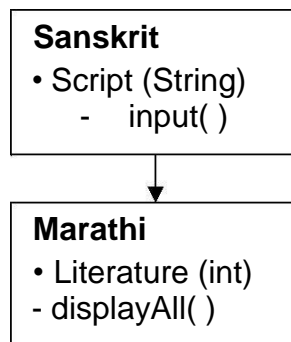 Sanskrit
• Script (String)
- input( )
Marathi
• Literature (int)
- displayAll( )